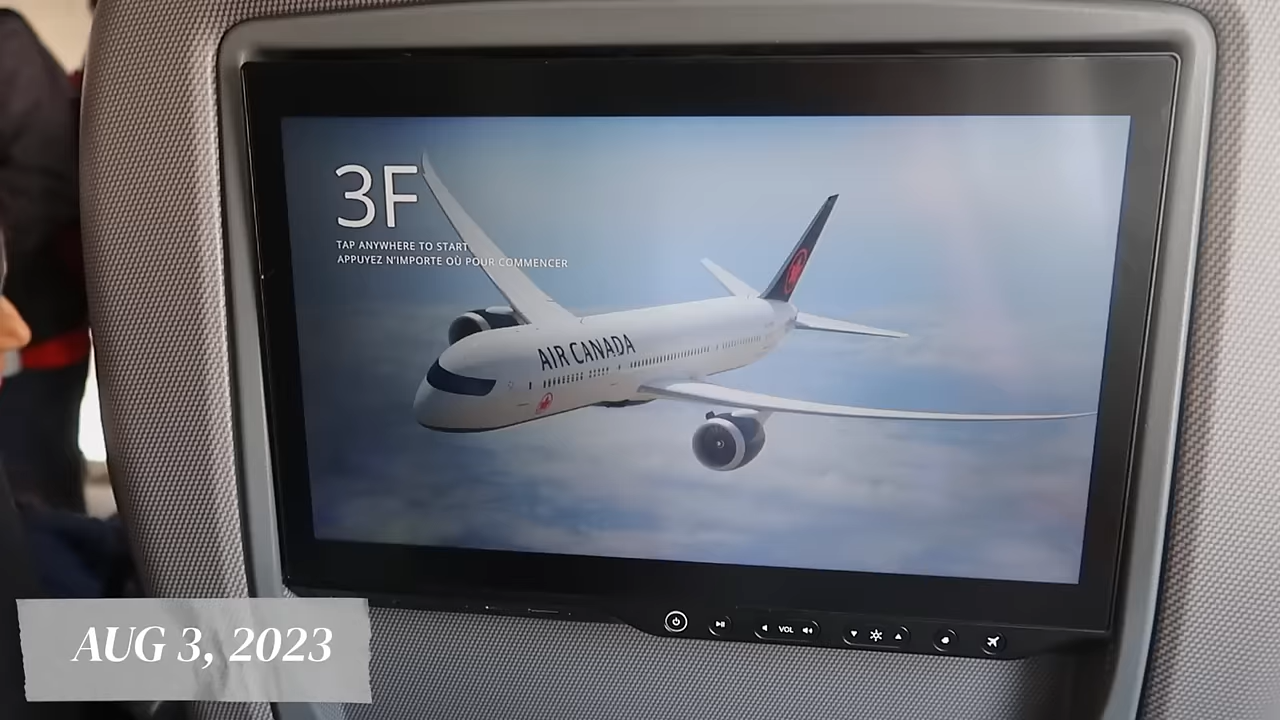 3F
TAP ANYWHERE TO START
APPUYEZ N'IMPORTE OÙ POUR COMMENCER
AIR CANADA
VOL
AUG 3, 2023